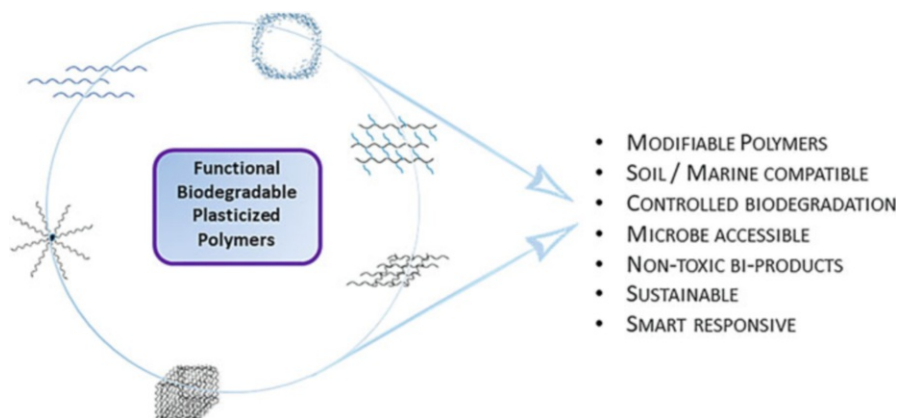 Functional
Biodegradable
Plasticized
Polymers
• MODIFIABLE POLYMERS
• SOIL / MARINE COMPATIBLE
• CONTROLLED BIODEGRADATION
• MICROBE ACCESSIBLE
• NON-TOXIC BI-PRODUCTS
• SUSTAINABLE
• SMART RESPONSIVE